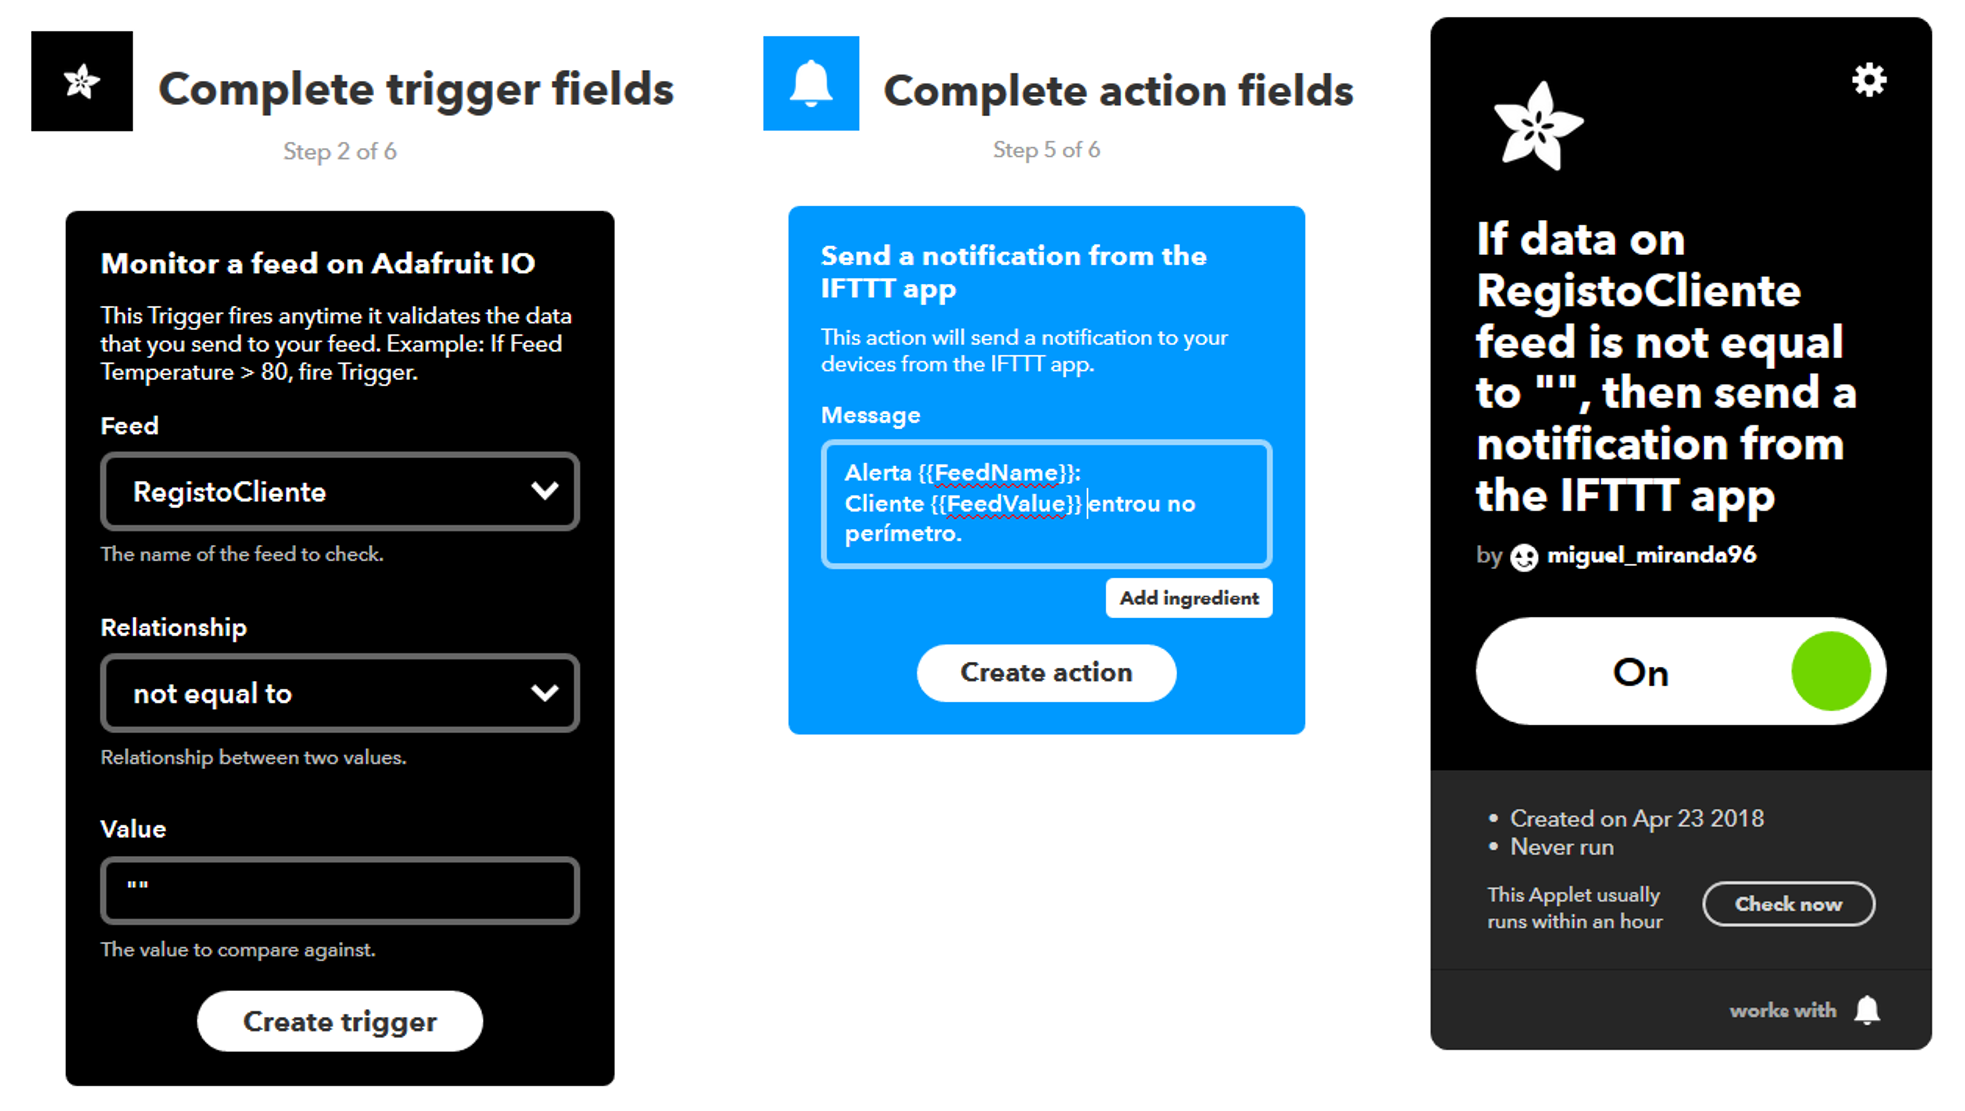 Complete trigger fields
Step 2 of 6
Monitor a feed on Adafruit IO
This Trigger fires anytime it validates the data
that you send to your feed. Example: If Feed
Temperature > 80, fire Trigger.
Feed
RegistoCliente
The name of the feed to check.
Relationship
not equal to
Relationship between two values.
Value
""
The value to compare against.
Create trigger
Complete action fields
Step 5 of 6
Send a notification from the
IFTTT app
This action will send a notification to your
devices from the IFTTT app.
Message
Alerta {{FeedName}}:
Cliente {{FeedValue}} entrou no
perímetro.
Add ingredient
Create action
If data on
RegistoCliente
feed is not equal
to "", then send a
notification from
the IFTTT app
by miguel_miranda96
On
• Created on Apr 23 2018
• Never run
This Applet usually
runs within an hour
Check now
works with